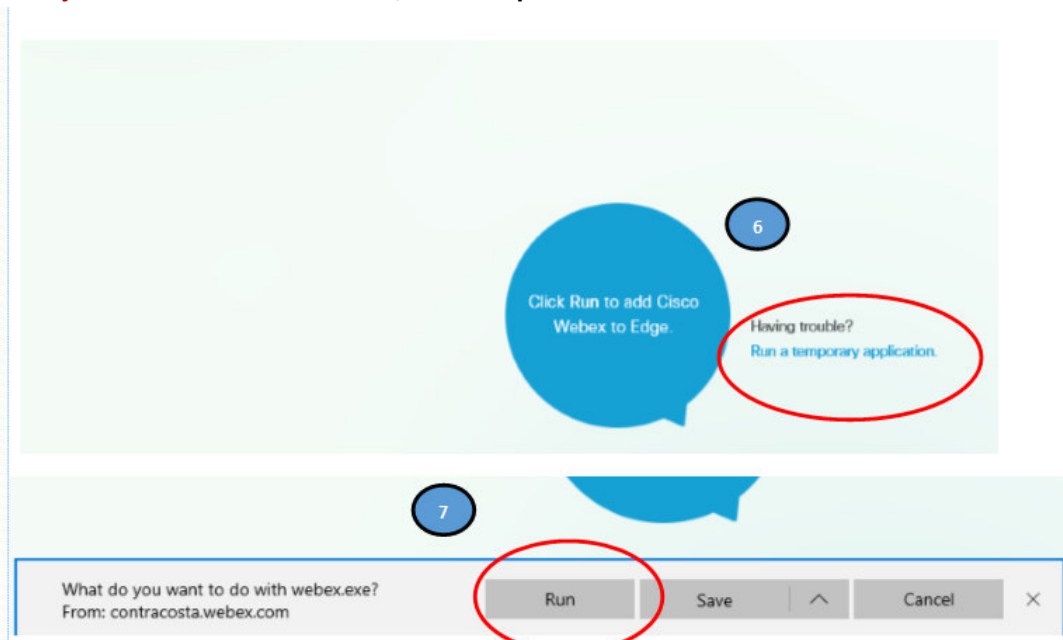 6
Click Run to add Cisco
Webex to Edge.
Having trouble?
Run a temporary application.
7
What do you want to do with webex.exe?
From: contracosta.webex.com
Run
Save
Cancel